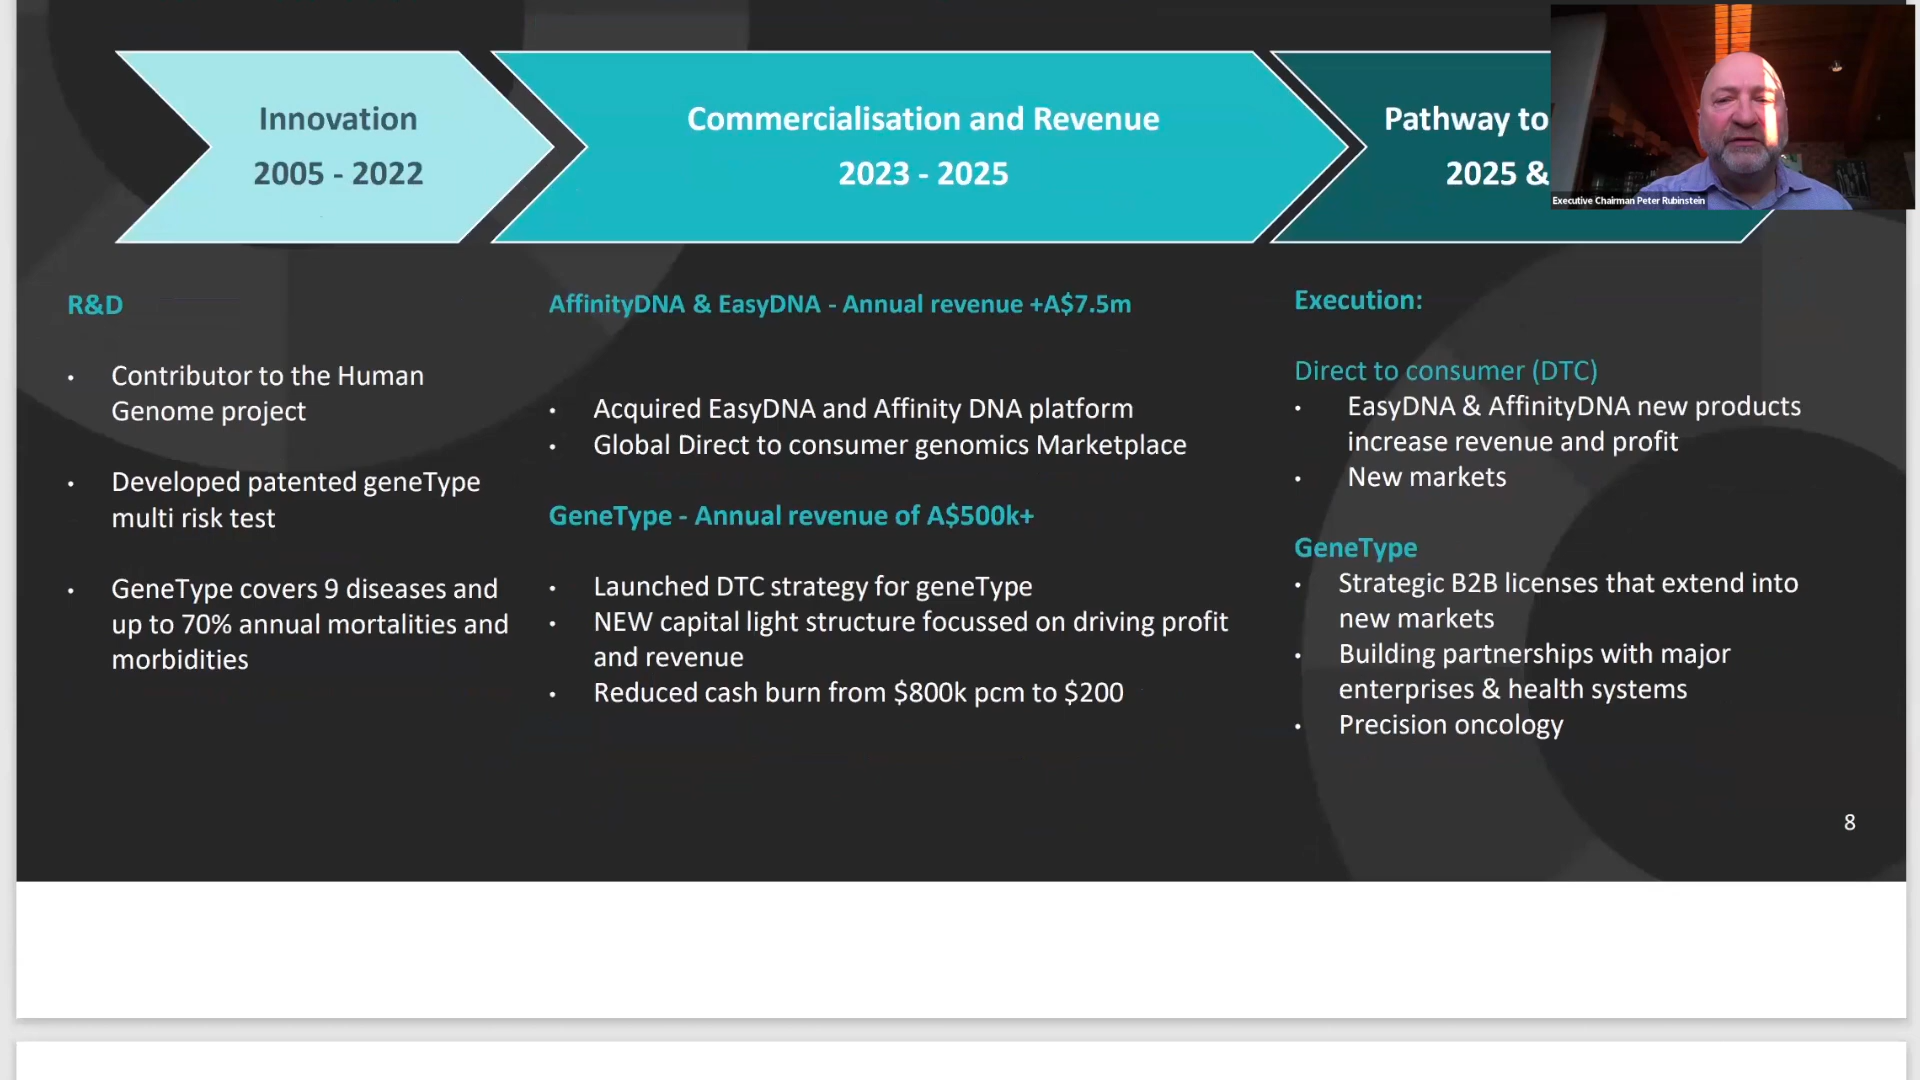 Innovation
2005 - 2022
Commercialisation and Revenue
2023 - 2025
Pathway to
2025 &
Executive Chairman Peter Rubinstein
R&D
• Contributor to the Human
Genome project
• Developed patented geneType
multi risk test
• GeneType covers 9 diseases and
up to 70% annual mortalities and
morbidities
AffinityDNA & EasyDNA - Annual revenue +A$7.5m
• Acquired EasyDNA and Affinity DNA platform
• Global Direct to consumer genomics Marketplace
GeneType - Annual revenue of A$500k+
• Launched DTC strategy for geneType
• NEW capital light structure focussed on driving profit
and revenue
• Reduced cash burn from $800k pcm to $200
Execution:
Direct to consumer (DTC)
• EasyDNA & AffinityDNA new products
increase revenue and profit
• New markets
GeneType
• Strategic B2B licenses that extend into
new markets
• Building partnerships with major
enterprises & health systems
• Precision oncology
8